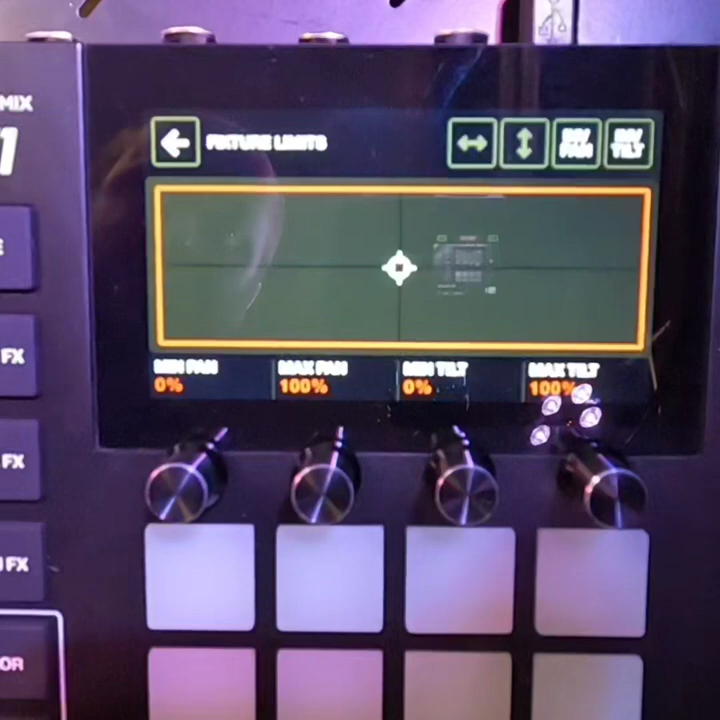 MIX
1
FIXTURE LIMITS
INV PAN
INV TILT
E
FX
FX
FX
OR
MIN PAN
0%
MAX PAN
100%
MIN TILT
0%
MAX TILT
100%